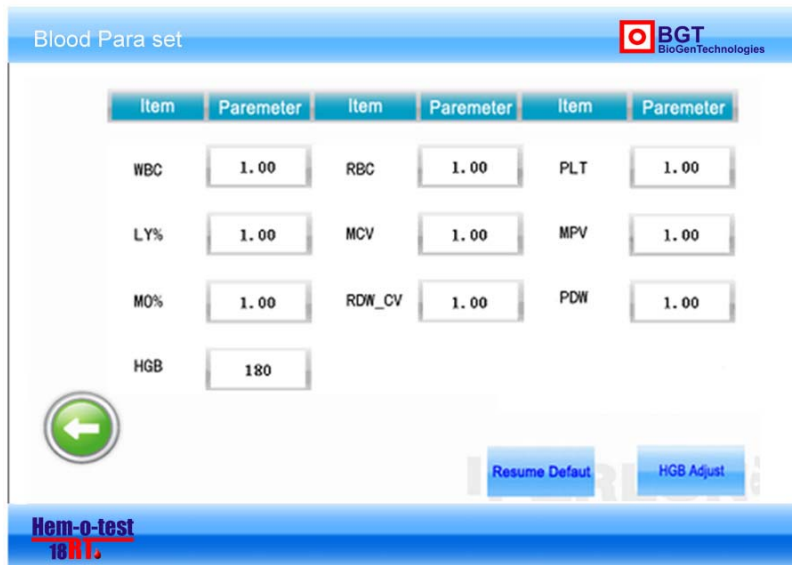 Blood Para set
BGT
BioGenTechnologies
Item Paremeter Item Paremeter Item Paremeter
WBC 1.00 RBC 1.00 PLT 1.00
LY% 1.00 MCV 1.00 MPV 1.00
MO% 1.00 RDW_CV 1.00 PDW 1.00
HGB 180
Resume Defaut HGB Adjust
Hem-o-test
18RT